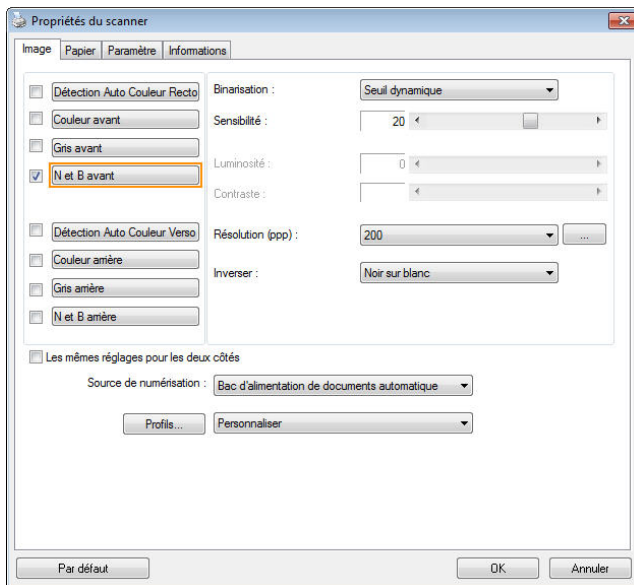 Propriétés du scanner
Image Papier Paramètre Informations
Détection Auto Couleur Recto
Couleur avant
Gris avant
N et B avant
Détection Auto Couleur Verso
Couleur arrière
Gris arrière
N et B arrière
Binarisation : Seuil dynamique
Sensibilité : 20
Luminosité : 0
Contraste :
Résolution (ppp) : 200 ...
Inverser : Noir sur blanc
Les mêmes réglages pour les deux côtés
Source de numérisation : Bac d'alimentation de documents automatique
Profils... Personnaliser
Par défaut OK Annuler